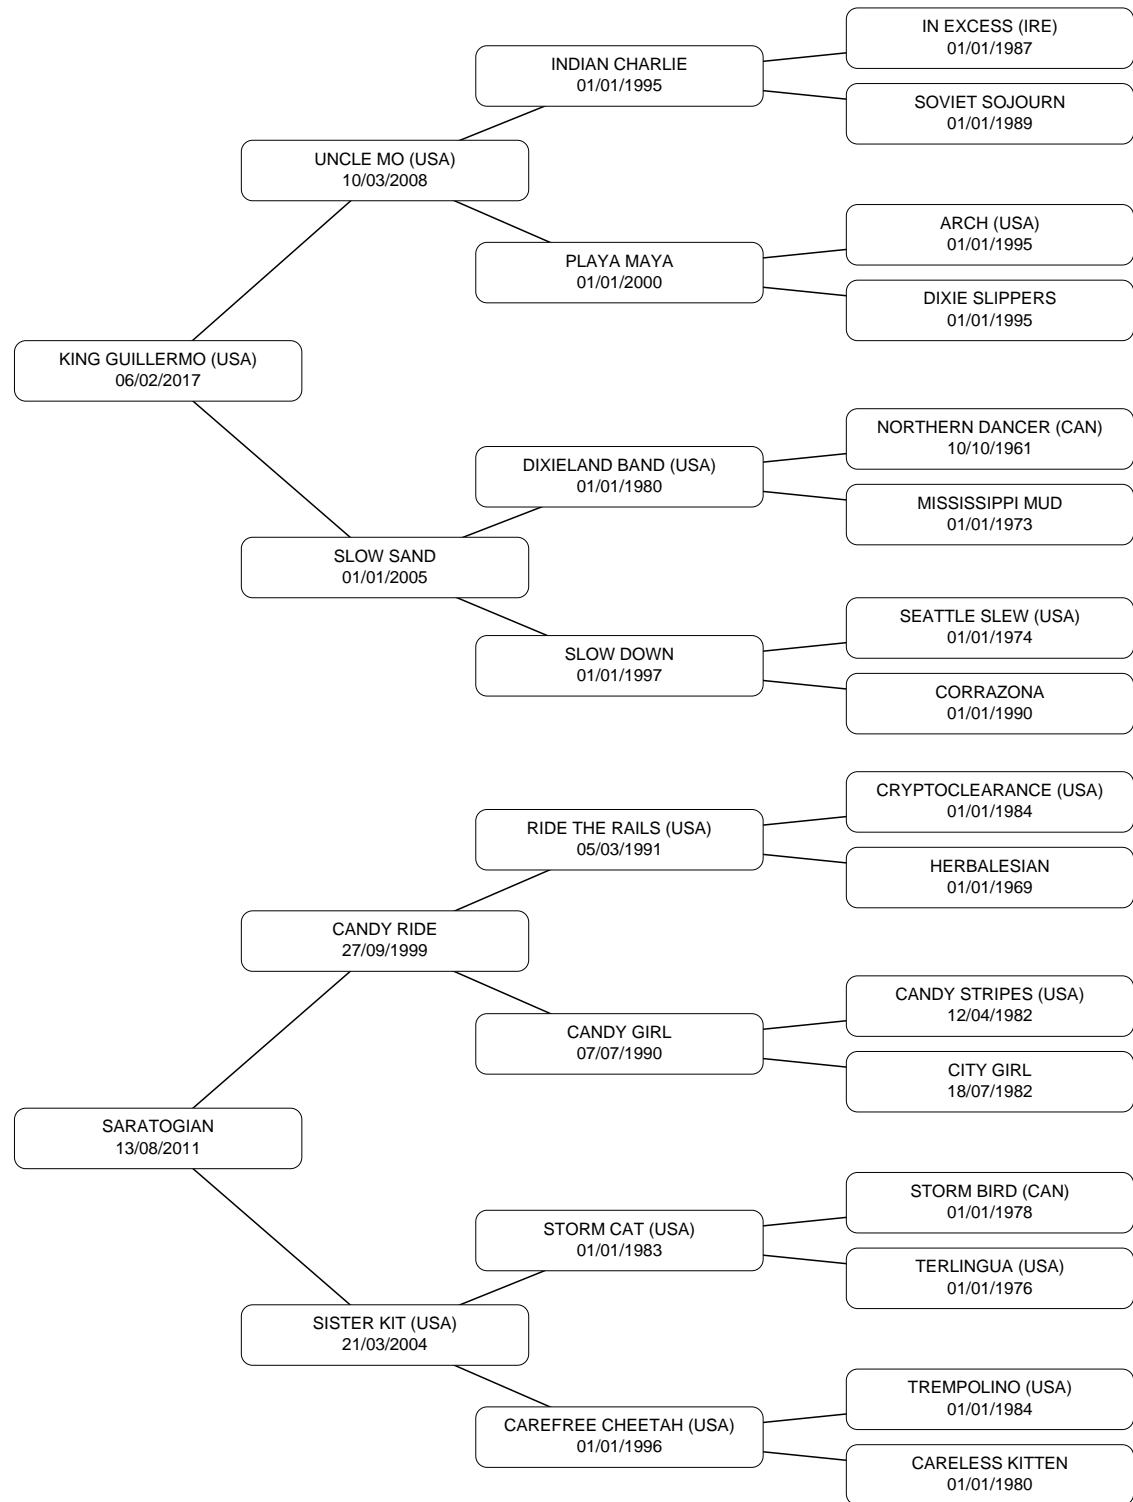 IN EXCESS (IRE)
01/01/1987
INDIAN CHARLIE
01/01/1995
SOVIET SOJOURN
01/01/1989
UNCLE MO (USA)
10/03/2008
ARCH (USA)
01/01/1995
PLAYA MAYA
01/01/2000
DIXIE SLIPPERS
01/01/1995
KING GUILLERMO (USA)
06/02/2017
NORTHERN DANCER (CAN)
10/10/1961
DIXIELAND BAND (USA)
01/01/1980
MISSISSIPPI MUD
01/01/1973
SLOW SAND
01/01/2005
SEATTLE SLEW (USA)
01/01/1974
SLOW DOWN
01/01/1997
CORRAZONA
01/01/1990
CRYPTOCLEARANCE (USA)
01/01/1984
RIDE THE RAILS (USA)
05/03/1991
HERBALESIAN
01/01/1969
CANDY RIDE
27/09/1999
CANDY STRIPES (USA)
12/04/1982
CANDY GIRL
07/07/1990
CITY GIRL
18/07/1982
SARATOGIAN
13/08/2011
STORM BIRD (CAN)
01/01/1978
STORM CAT (USA)
01/01/1983
TERLINGUA (USA)
01/01/1976
SISTER KIT (USA)
21/03/2004
TREMPOLINO (USA)
01/01/1984
CAREFREE CHEETAH (USA)
01/01/1996
CARELESS KITTEN
01/01/1980